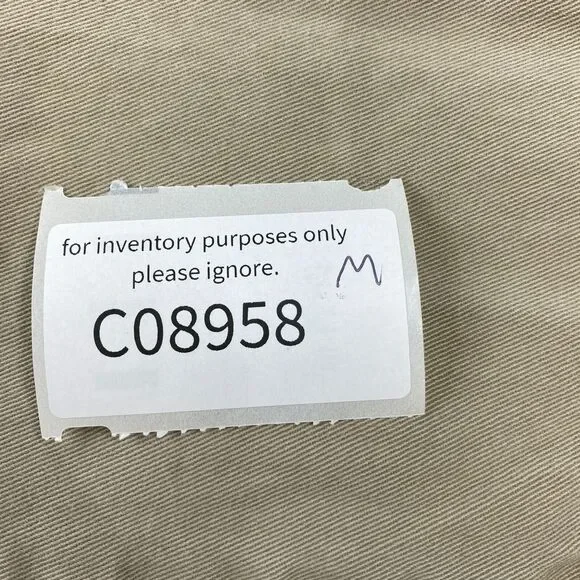 for inventory purposes only
please ignore.
M
C08958